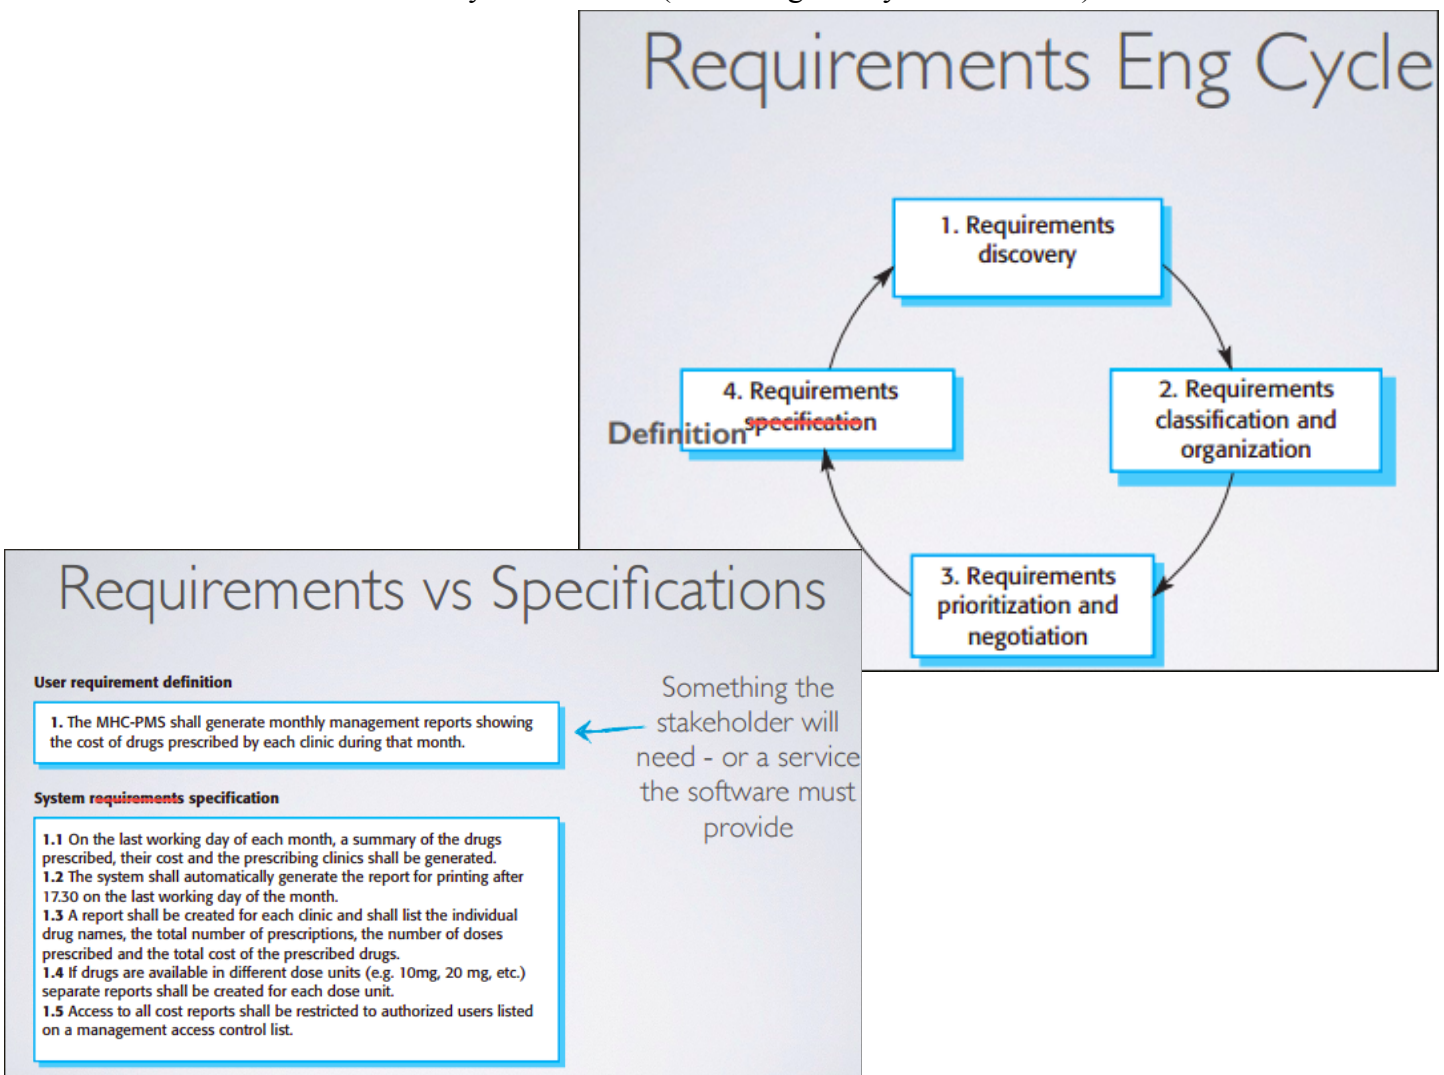 Requirements Eng Cycle
1. Requirements
discovery
2. Requirements
classification and
organization
3. Requirements
prioritization and
negotiation
4. Requirements
specification
Definition
Requirements vs Specifications
User requirement definition
1. The MHC-PMS shall generate monthly management reports showing
the cost of drugs prescribed by each clinic during that month.
Something the
stakeholder will
need - or a service
the software must
provide
System requirements specification
1.1 On the last working day of each month, a summary of the drugs
prescribed, their cost and the prescribing clinics shall be generated.
1.2 The system shall automatically generate the report for printing after
17.30 on the last working day of the month.
1.3 A report shall be created for each clinic and shall list the individual
drug names, the total number of prescriptions, the number of doses
prescribed and the total cost of the prescribed drugs.
1.4 If drugs are available in different dose units (e.g. 10mg, 20 mg, etc.)
separate reports shall be created for each dose unit.
1.5 Access to all cost reports shall be restricted to authorized users listed
on a management access control list.